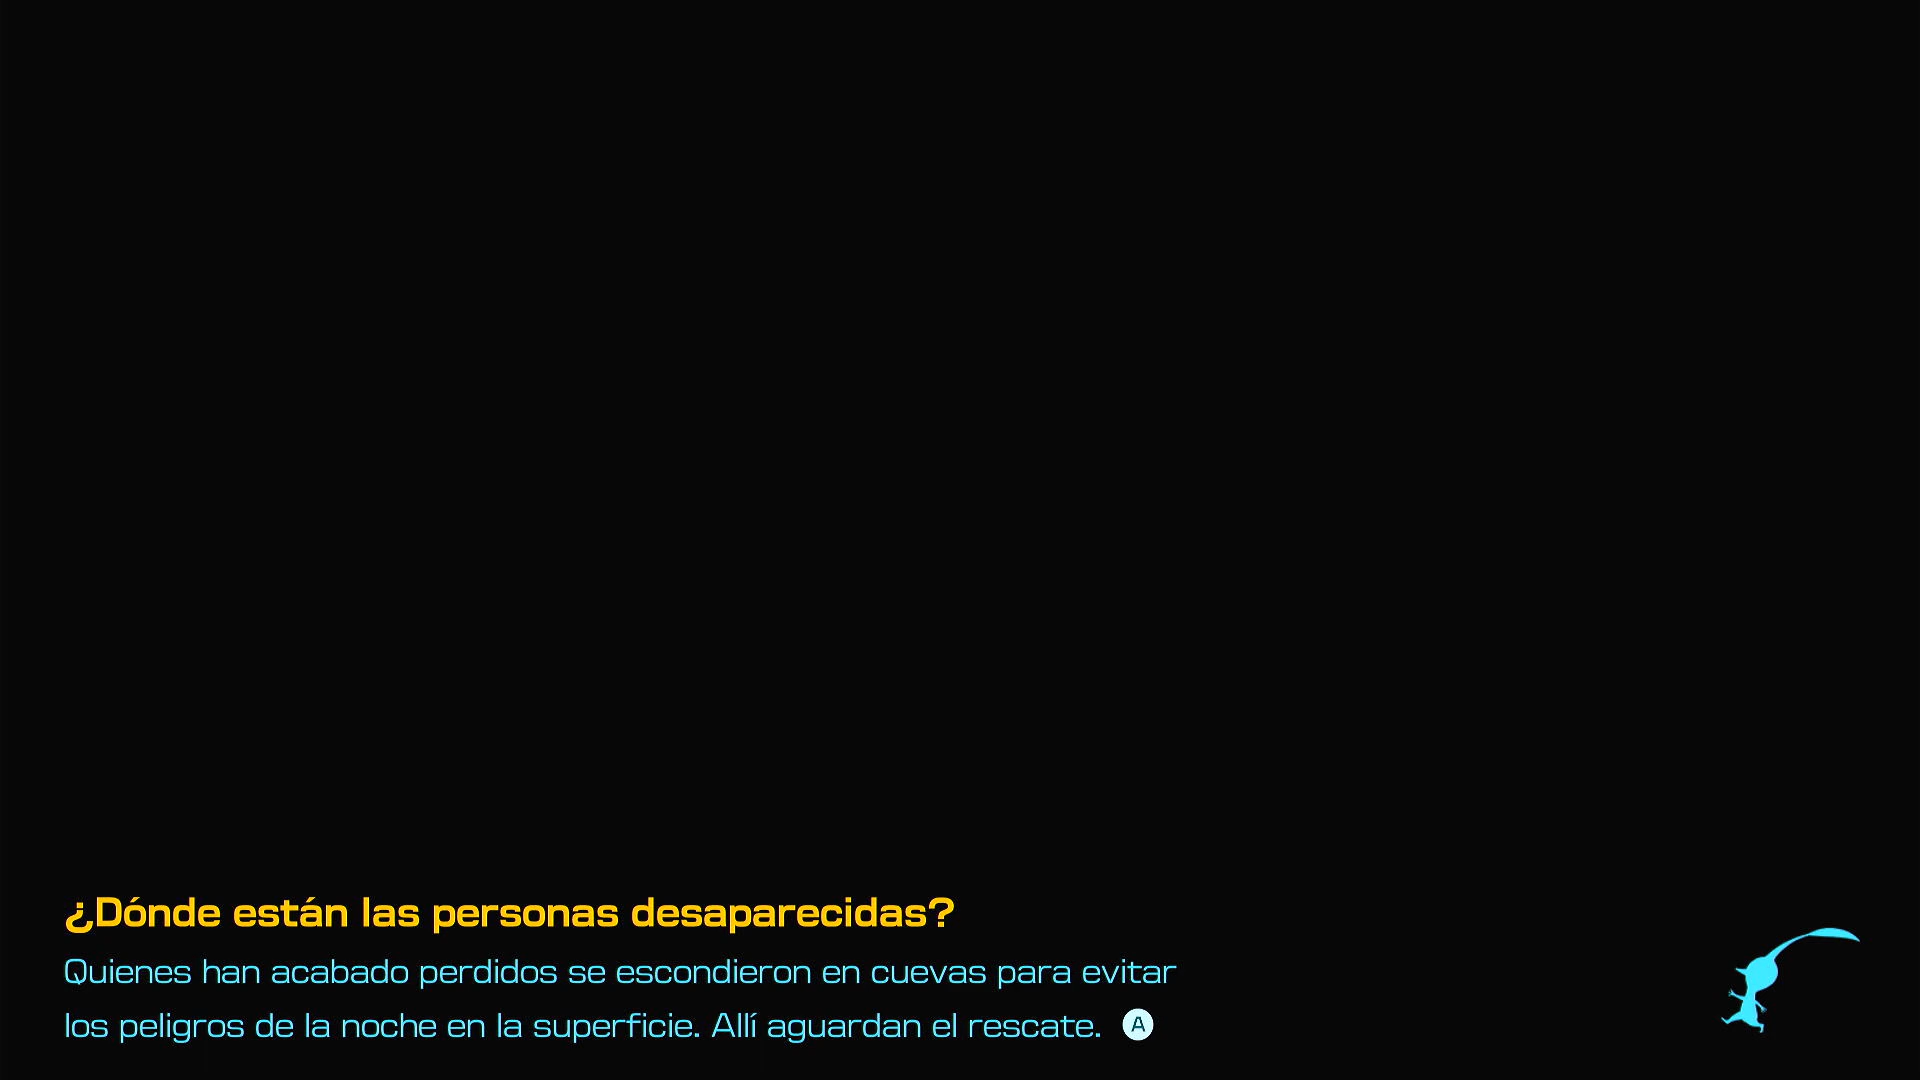 ¿Dónde están las personas desaparecidas?
Quienes han acabado perdidos se escondieron en cuevas para evitar
los peligros de la noche en la superficie. Allí aguardan el rescate. A